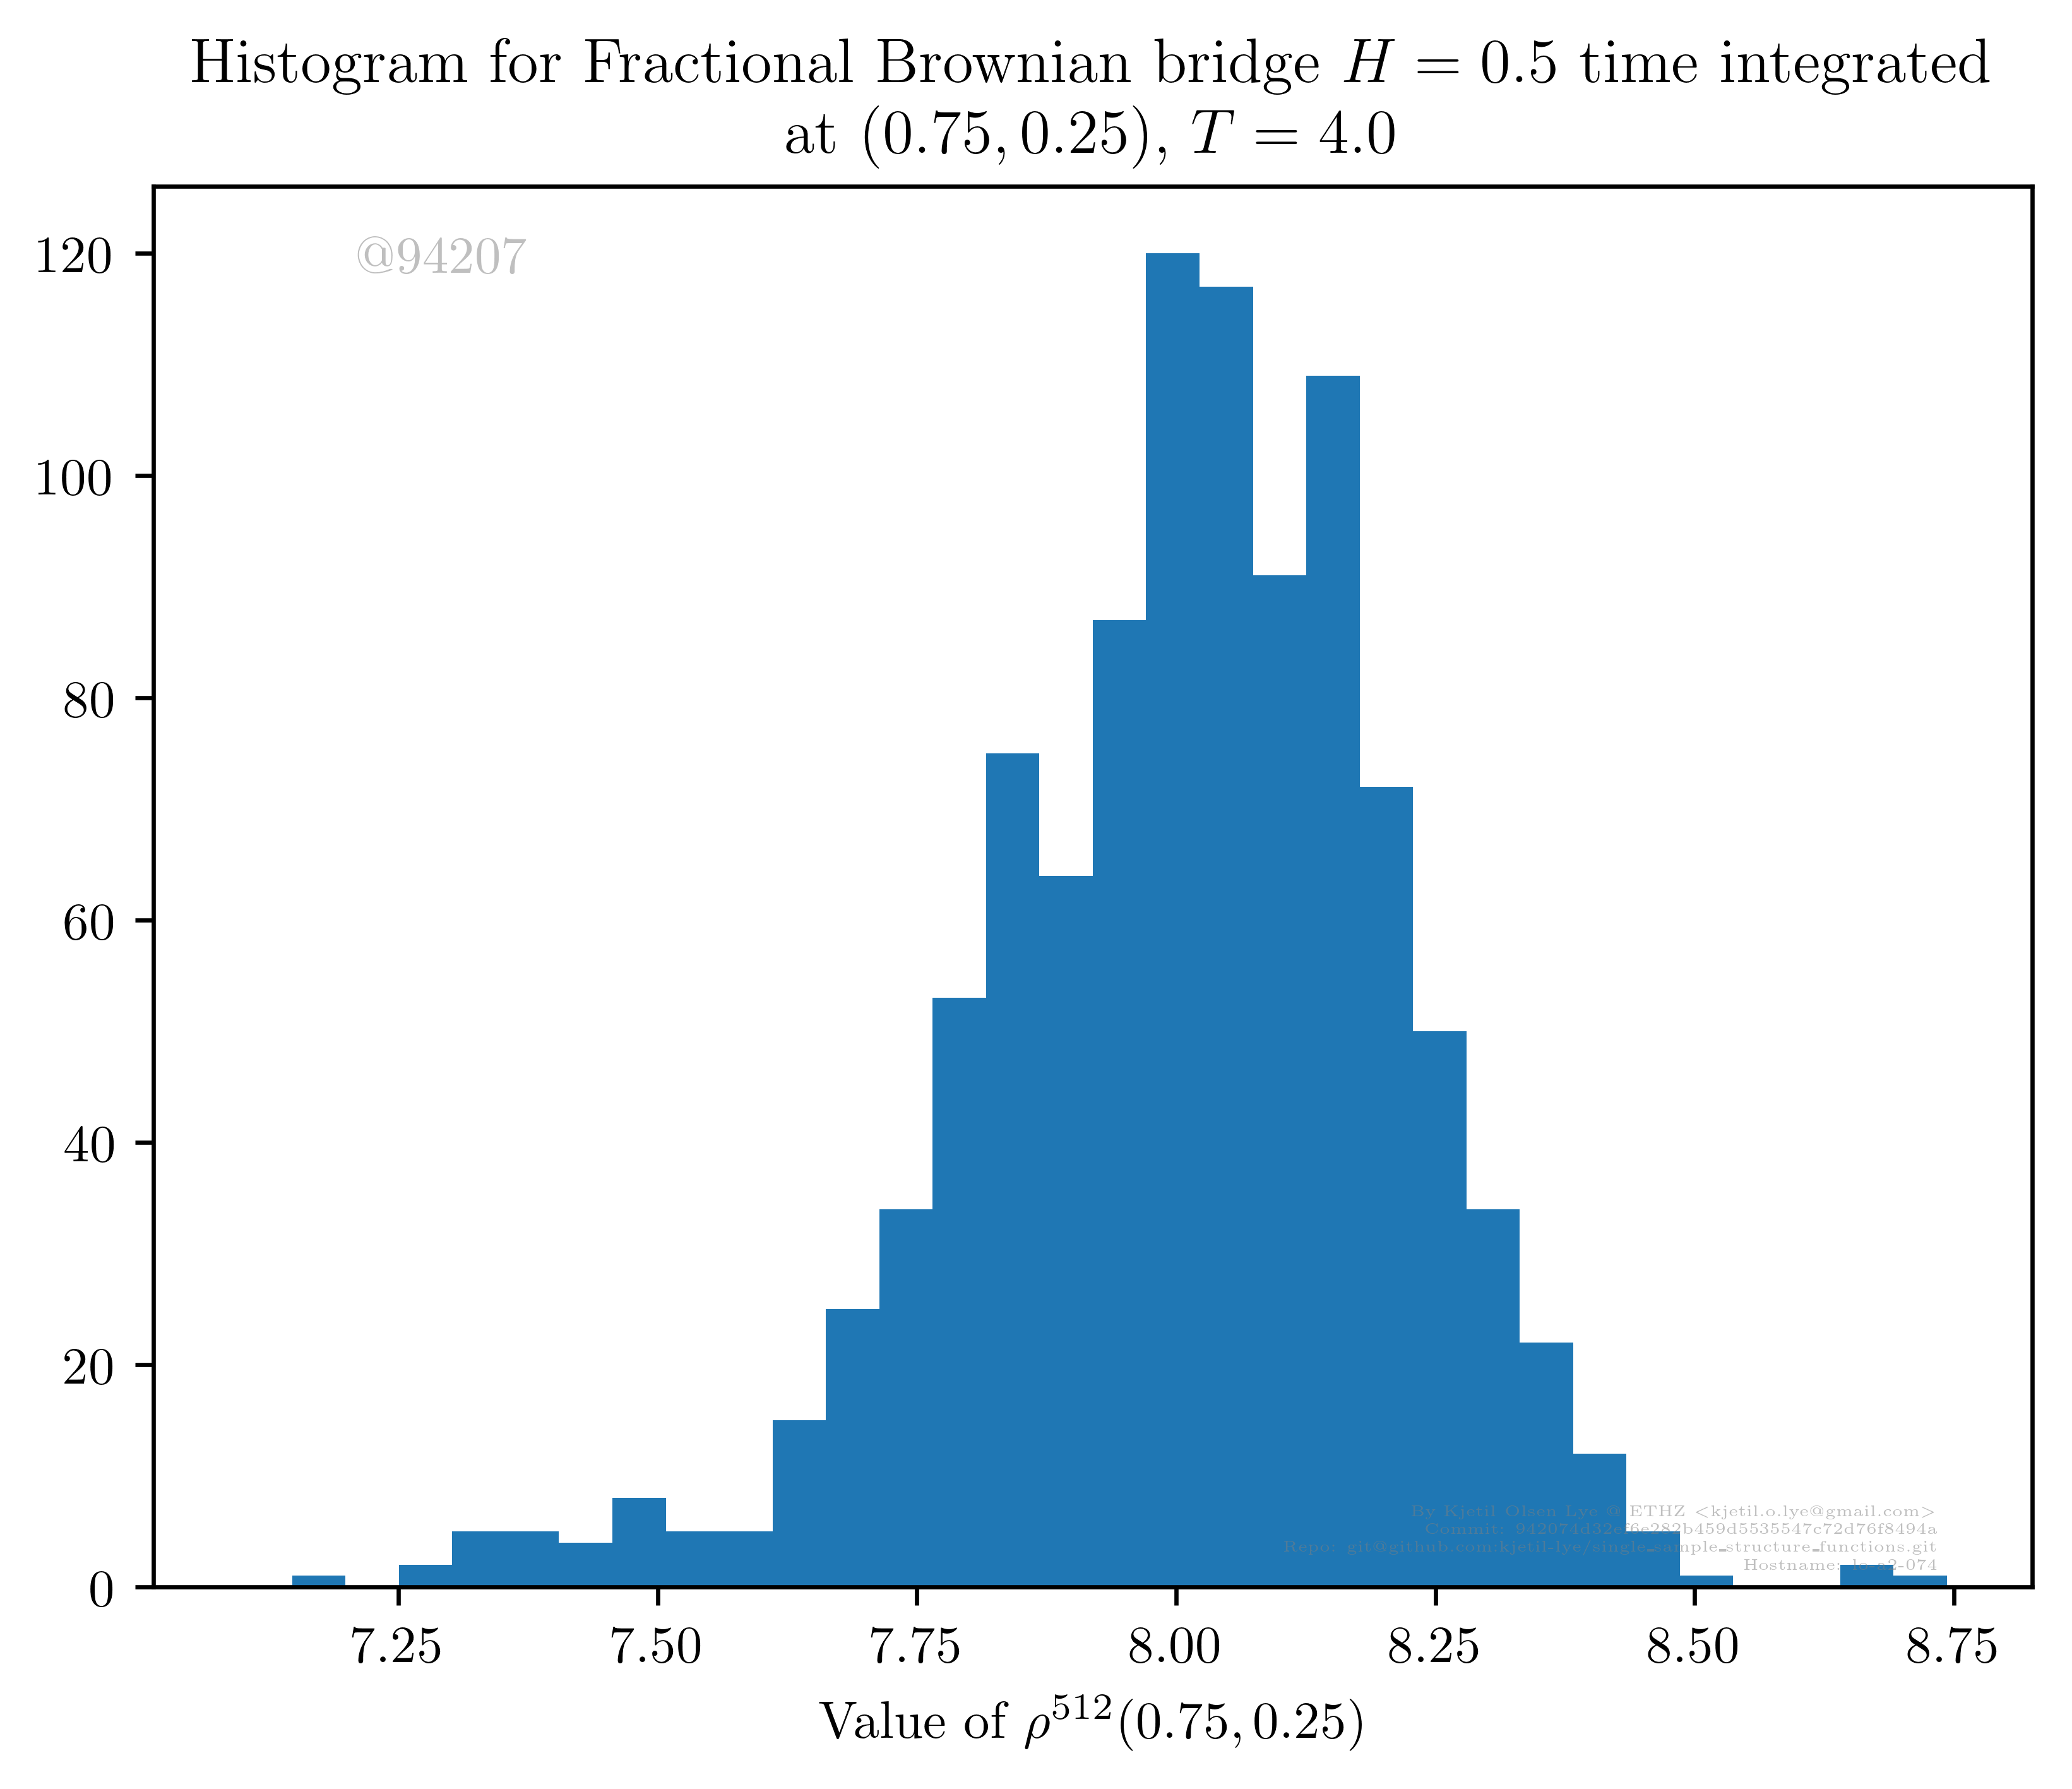 Histogram for Fractional Brownian bridge H = 0.5 time integrated
at (0.75, 0.25), T = 4.0
@94207
120
100
80
60
40
20
0
By Kjetil Olsen Lye @ ETHZ <kjetil.o.lye@gmail.com>
Commit: 942074d32ef6e282b459d5535547c72d76f8494a
Repo: git@github.com:kjetil-lye/single_sample_structure_functions.git
Hostname:
7.25 7.50 7.75 8.00 8.25 8.50 8.75
Value of ρ^512(0.75, 0.25)